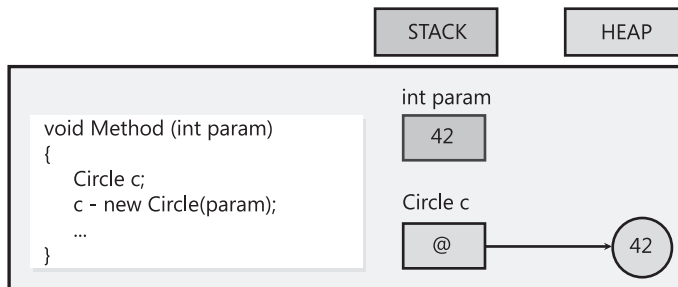 STACK
HEAP
void Method (int param)
{
Circle c;
c - new Circle(param);
...
}
int param
42
Circle c
@
42